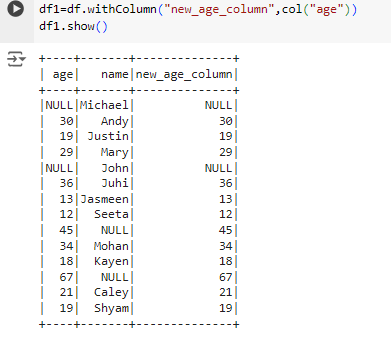 df1=df.withColumn("new_age_column",col("age"))
df1.show()
+----+-------+--------------+
| age|   name|new_age_column|
+----+-------+--------------+
|NULL|Michael|          NULL|
|  30|   Andy|            30|
|  19| Justin|            19|
|  29|   Mary|            29|
|NULL|   John|          NULL|
|  36|   Juhi|            36|
|  13|Jasmeen|            13|
|  12|  Seeta|            12|
|  45|   NULL|            45|
|  34|  Mohan|            34|
|  18|  Kayen|            18|
|  67|   NULL|            67|
|  21|  Caley|            21|
|  19|  Shyam|            19|
+----+-------+--------------+